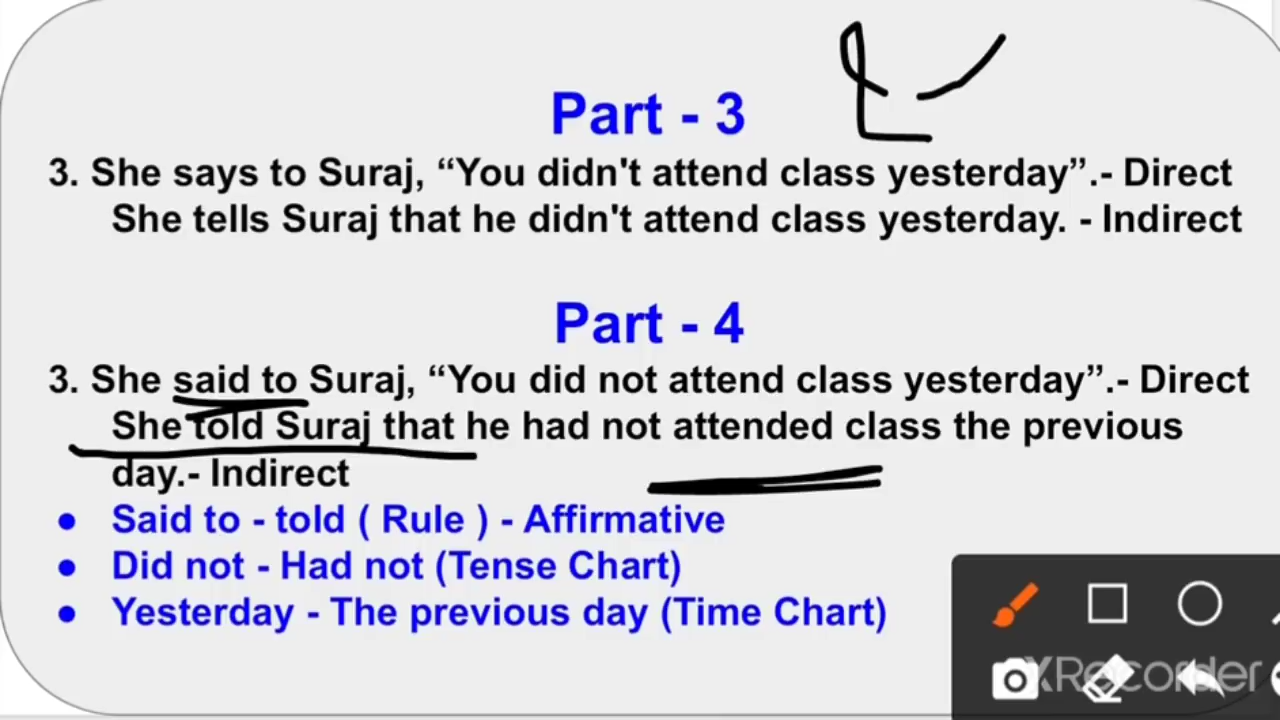 Part - 3
3. She says to Suraj, “You didn't attend class yesterday”.- Direct
She tells Suraj that he didn't attend class yesterday. - Indirect
Part - 4
3. She said to Suraj, “You did not attend class yesterday”.- Direct
She told Suraj that he had not attended class the previous
day.- Indirect
● Said to - told ( Rule ) - Affirmative
● Did not - Had not (Tense Chart)
● Yesterday - The previous day (Time Chart)
XRecorder